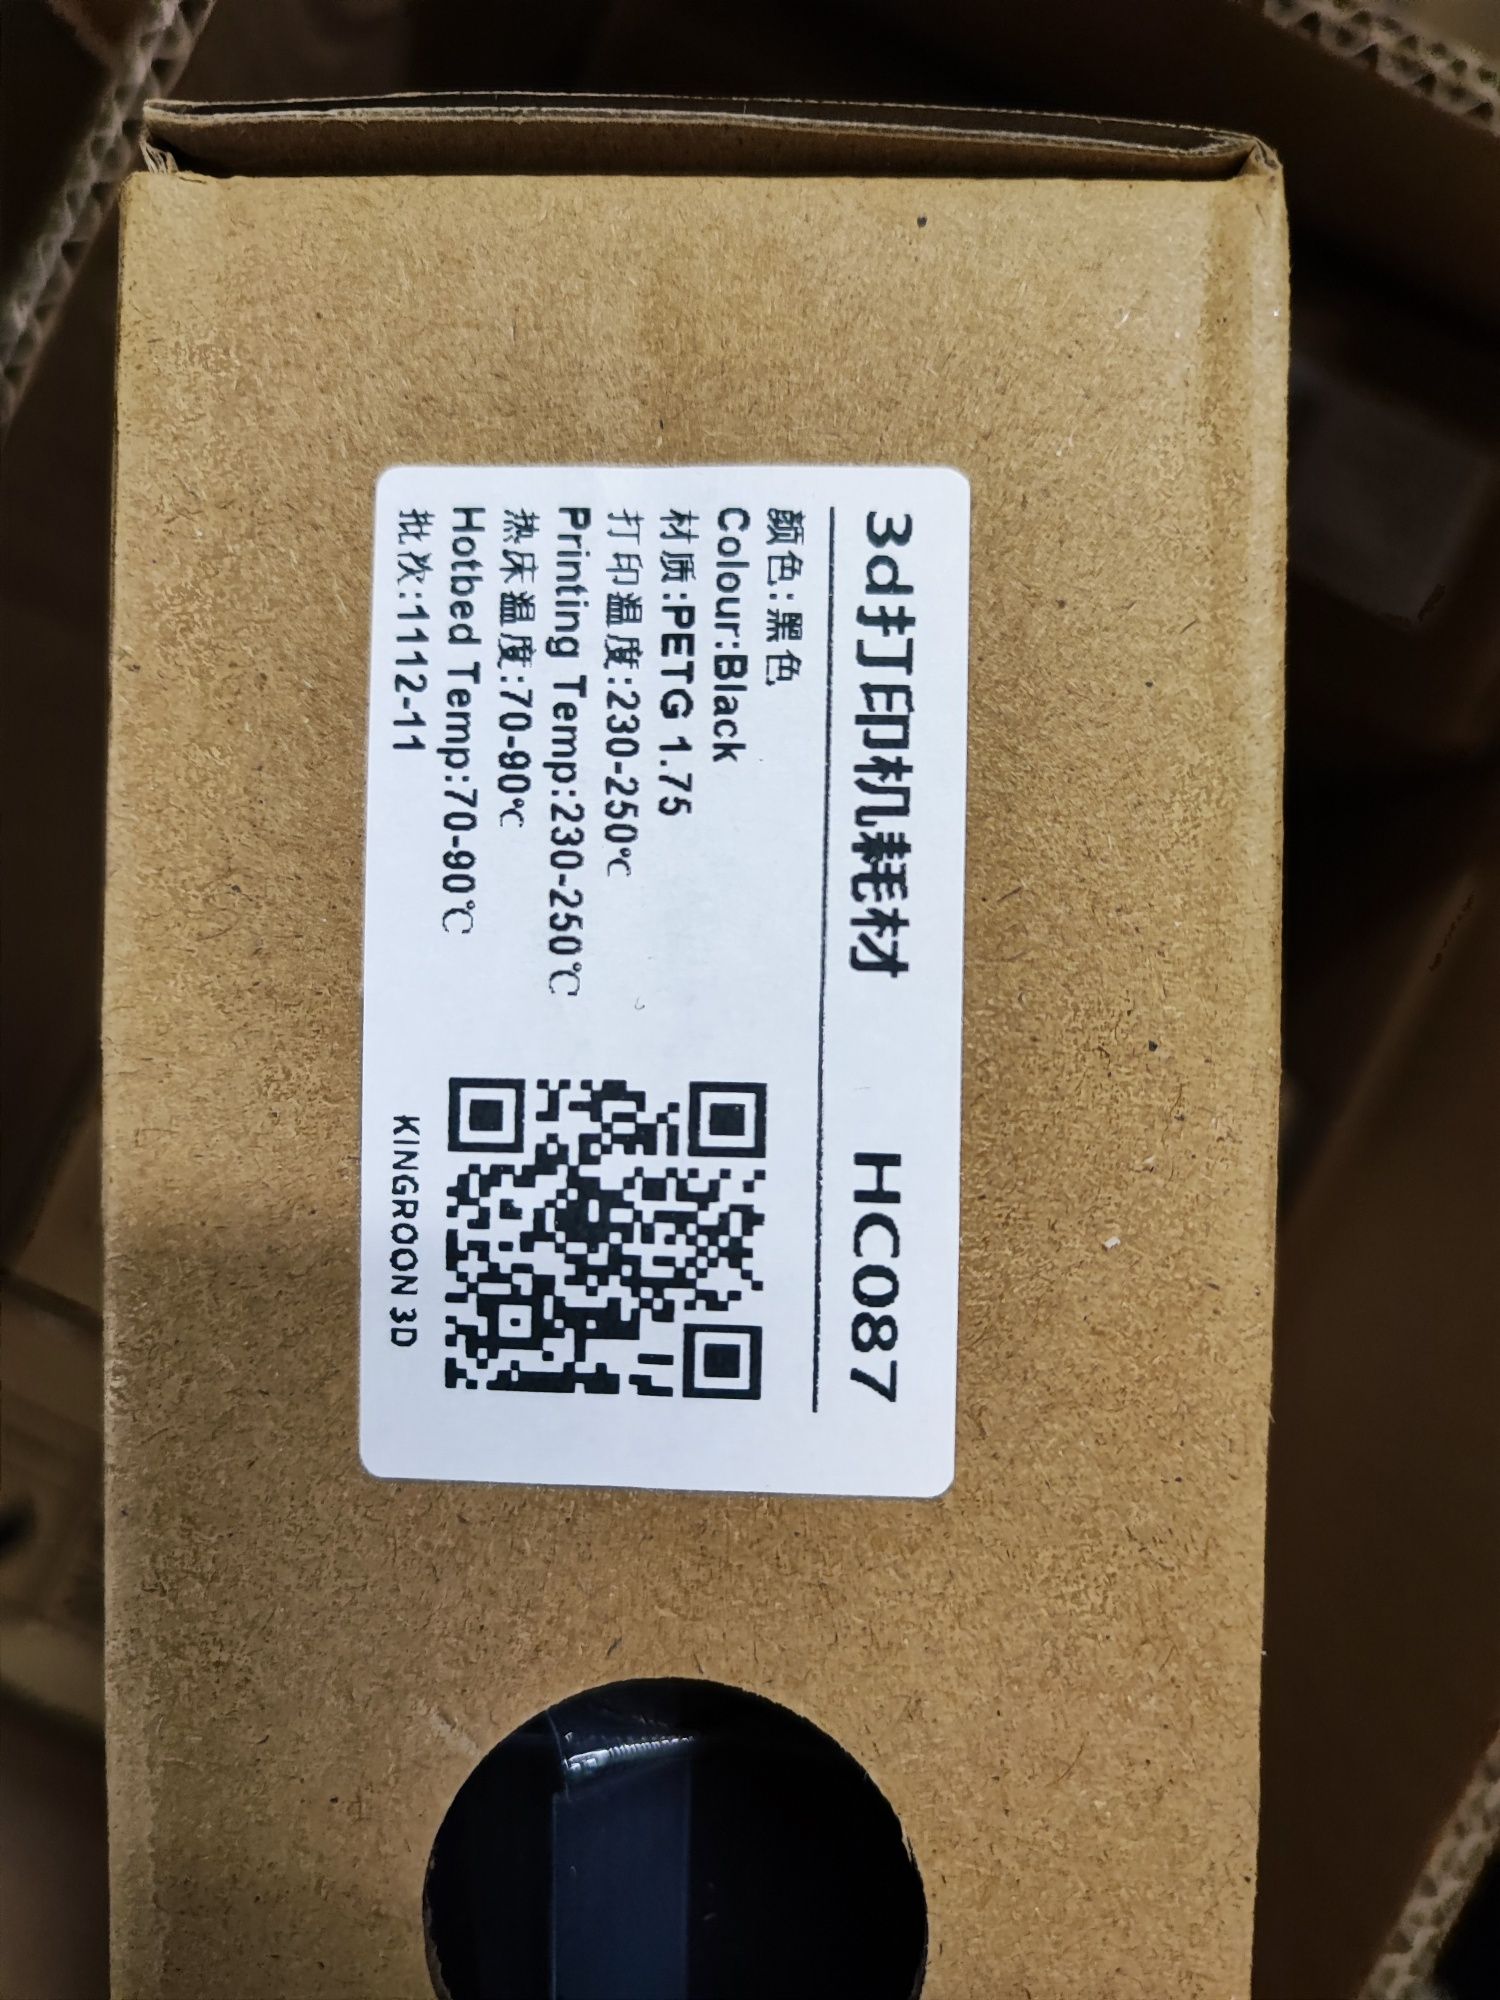 3d打印机耗材 HC087
颜色:黑色
Colour:Black
材质:PETG 1.75
打印温度:230-250℃
Printing Temp:230-250℃
热床温度:70-90℃
Hotbed Temp:70-90℃
批次:1112-11
KINGROON 3D